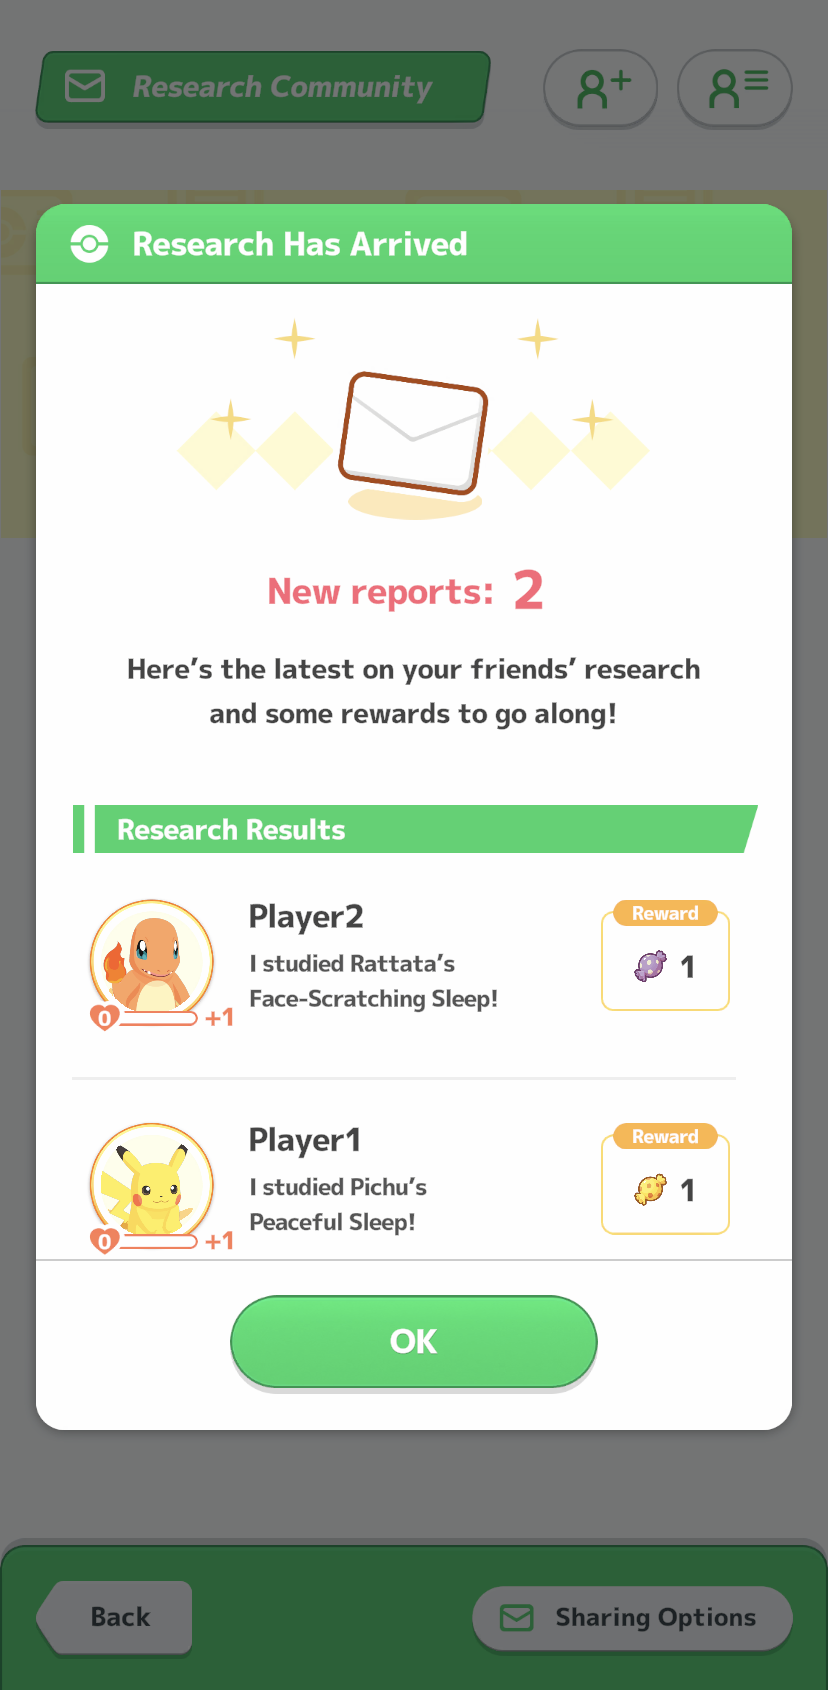 Research Community
Research Has Arrived
New reports: 2
Here's the latest on your friends' research
and some rewards to go along!
Research Results
Player2
I studied Rattata's
Face-Scratching Sleep!
Reward
1
0
+1
Player1
I studied Pichu's
Peaceful Sleep!
Reward
1
0
+1
OK
Back
Sharing Options